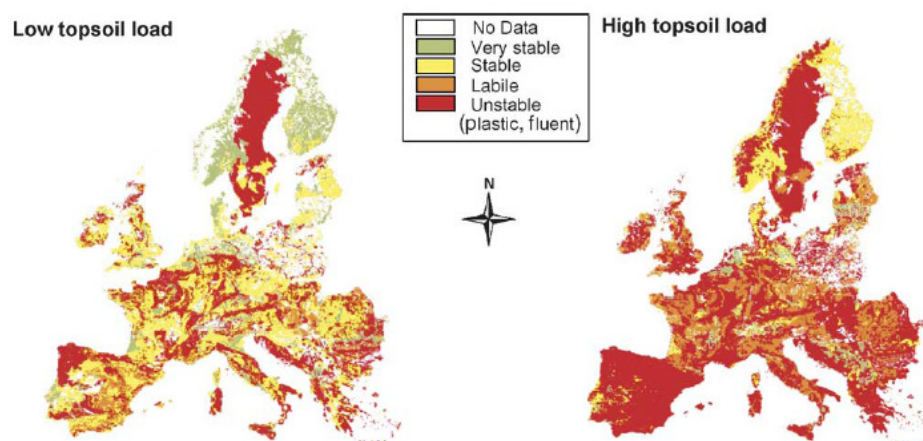 Low topsoil load
No Data
Very stable
Stable
Labile
Unstable
(plastic, fluent)
High topsoil load
N